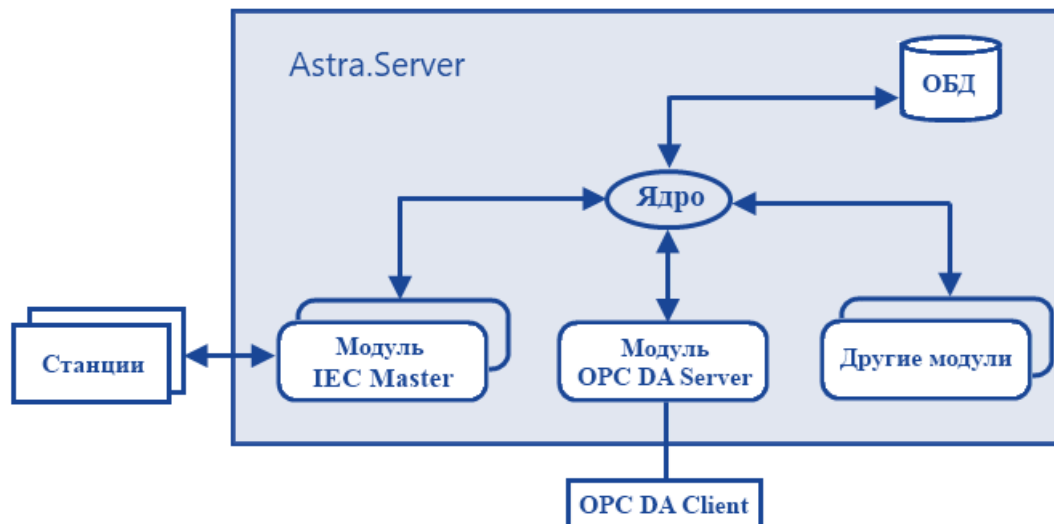 Astra.Server
ОБД
Ядро
Станции
Модуль
IEC Master
Модуль
OPC DA Server
Другие модули
OPC DA Client